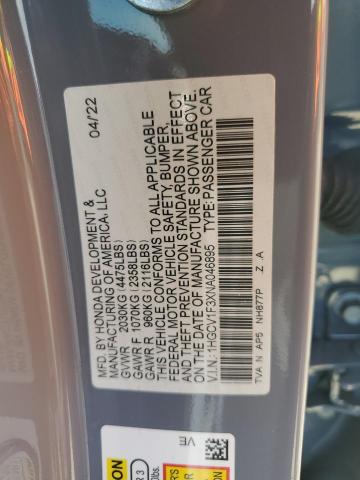 MFD. BY HONDA DEVELOPMENT & 04/22
MANUFACTURING OF AMERICA, LLC
GVWR 2030KG (4475LBS)
GAWR F 1070KG (2358LBS)
GAWR R 960KG (2116LBS)
THIS VEHICLE CONFORMS TO ALL APPLICABLE
FEDERAL MOTOR VEHICLE SAFETY, BUMPER,
AND THEFT PREVENTION STANDARDS IN EFFECT
ON THE DATE OF MANUFACTURE SHOWN ABOVE.
V.I.N.: 1HGCV1F3XNA046895 TYPE: PASSENGER CAR
TVA N AP5 NH877P Z A
VE